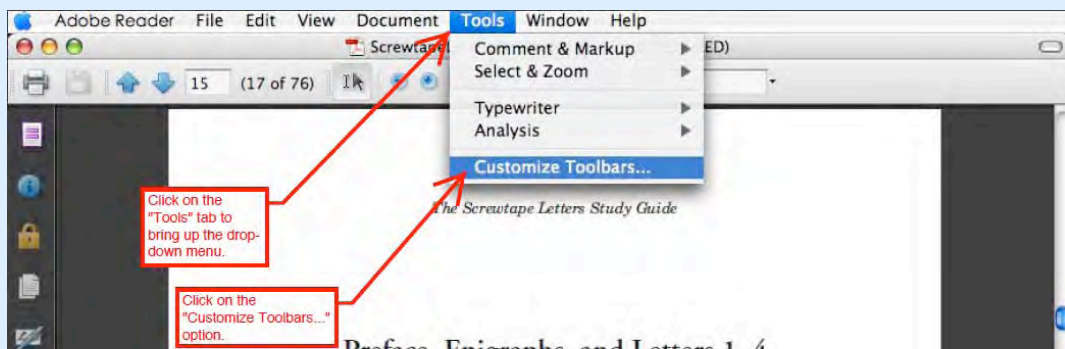 Adobe Reader File Edit View Document Tools Window Help
ED)
Comment & Markup
Select & Zoom
15 (17 of 76)
Typewriter
Analysis
Customize Toolbars...
Click on the
"Tools" tab to
bring up the drop-
down menu.
The Screwtape Letters Study Guide
Click on the
"Customize Toolbars..."
option.
Preface, Epigraphs, and Letters 1-4